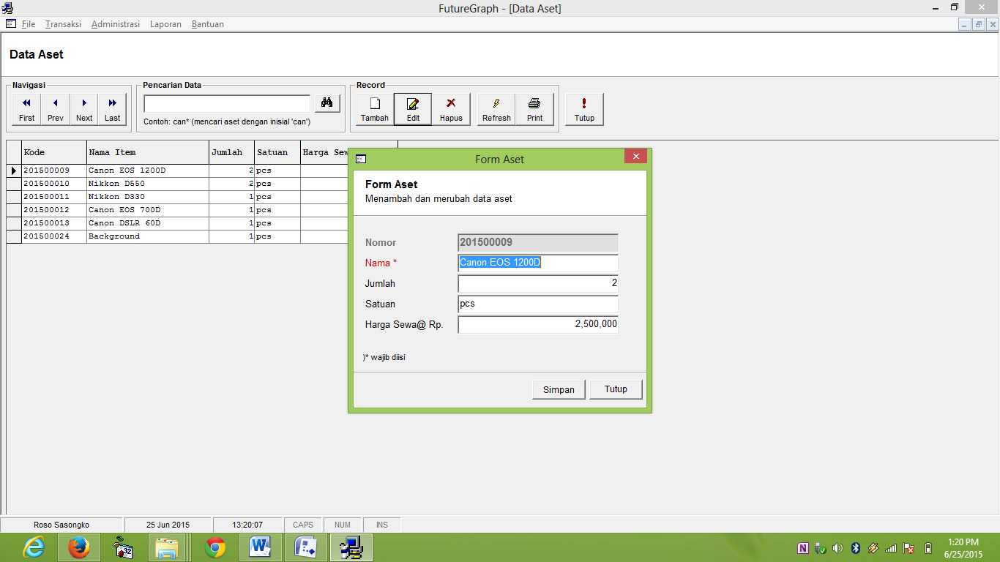 FutureGraph - [Data Aset]
File Transaksi Administrasi Laporan Bantuan
Data Aset
Navigasi
First Prev Next Last
Pencarian Data
Contoh: can* (mencari aset dengan inisial 'can')
Record
Tambah Edit Hapus Refresh Print Tutup
Kode Nama Item Jumlah Satuan Harga Sew
201500009 Canon EOS 1200D 2 pcs
201500010 Nikkon D550 2 pcs
201500011 Nikkon D330 1 pcs
201500012 Canon EOS 700D 1 pcs
201500013 Canon DSLR 60D 1 pcs
201500024 Background 1 pcs
Form Aset
Form Aset
Menambah dan merubah data aset
Nomor 201500009
Nama * Canon EOS 1200D
Jumlah 2
Satuan pcs
Harga Sewa@ Rp. 2,500,000
)* wajib diisi
Simpan Tutup
Roso Sasongko 25 Jun 2015 13:20:07 CAPS NUM INS
32
1:20 PM
6/25/2015